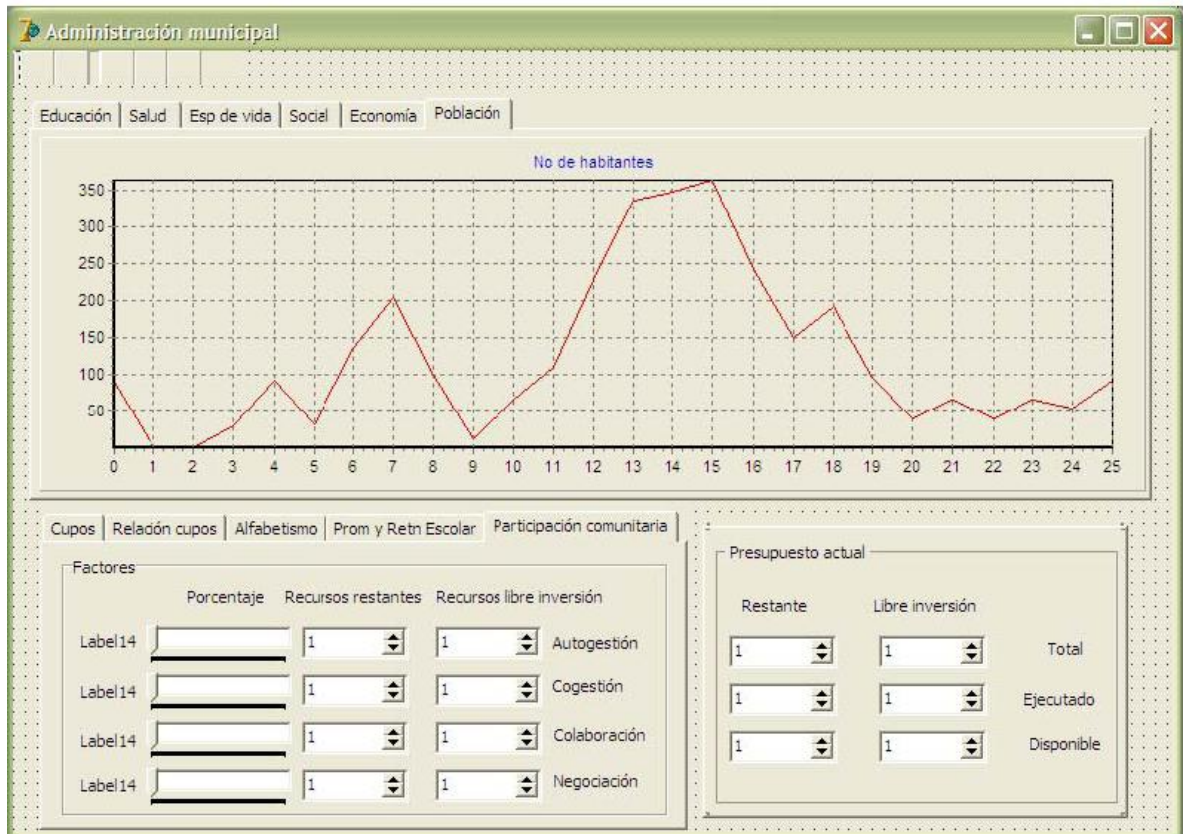 Administración municipal
Educación Salud Esp de vida Social Economía Población
No de habitantes
350
300
250
200
150
100
50
0 1 2 3 4 5 6 7 8 9 10 11 12 13 14 15 16 17 18 19 20 21 22 23 24 25
Cupos Relación cupos Alfabetismo Prom y Retn Escolar Participación comunitaria
Factores
Porcentaje Recursos restantes Recursos libre inversión
Label14 1 1 Autogestión
Label14 1 1 Cogestión
Label14 1 1 Colaboración
Label14 1 1 Negociación
Presupuesto actual
Restante Libre inversión
1 1 Total
1 1 Ejecutado
1 1 Disponible